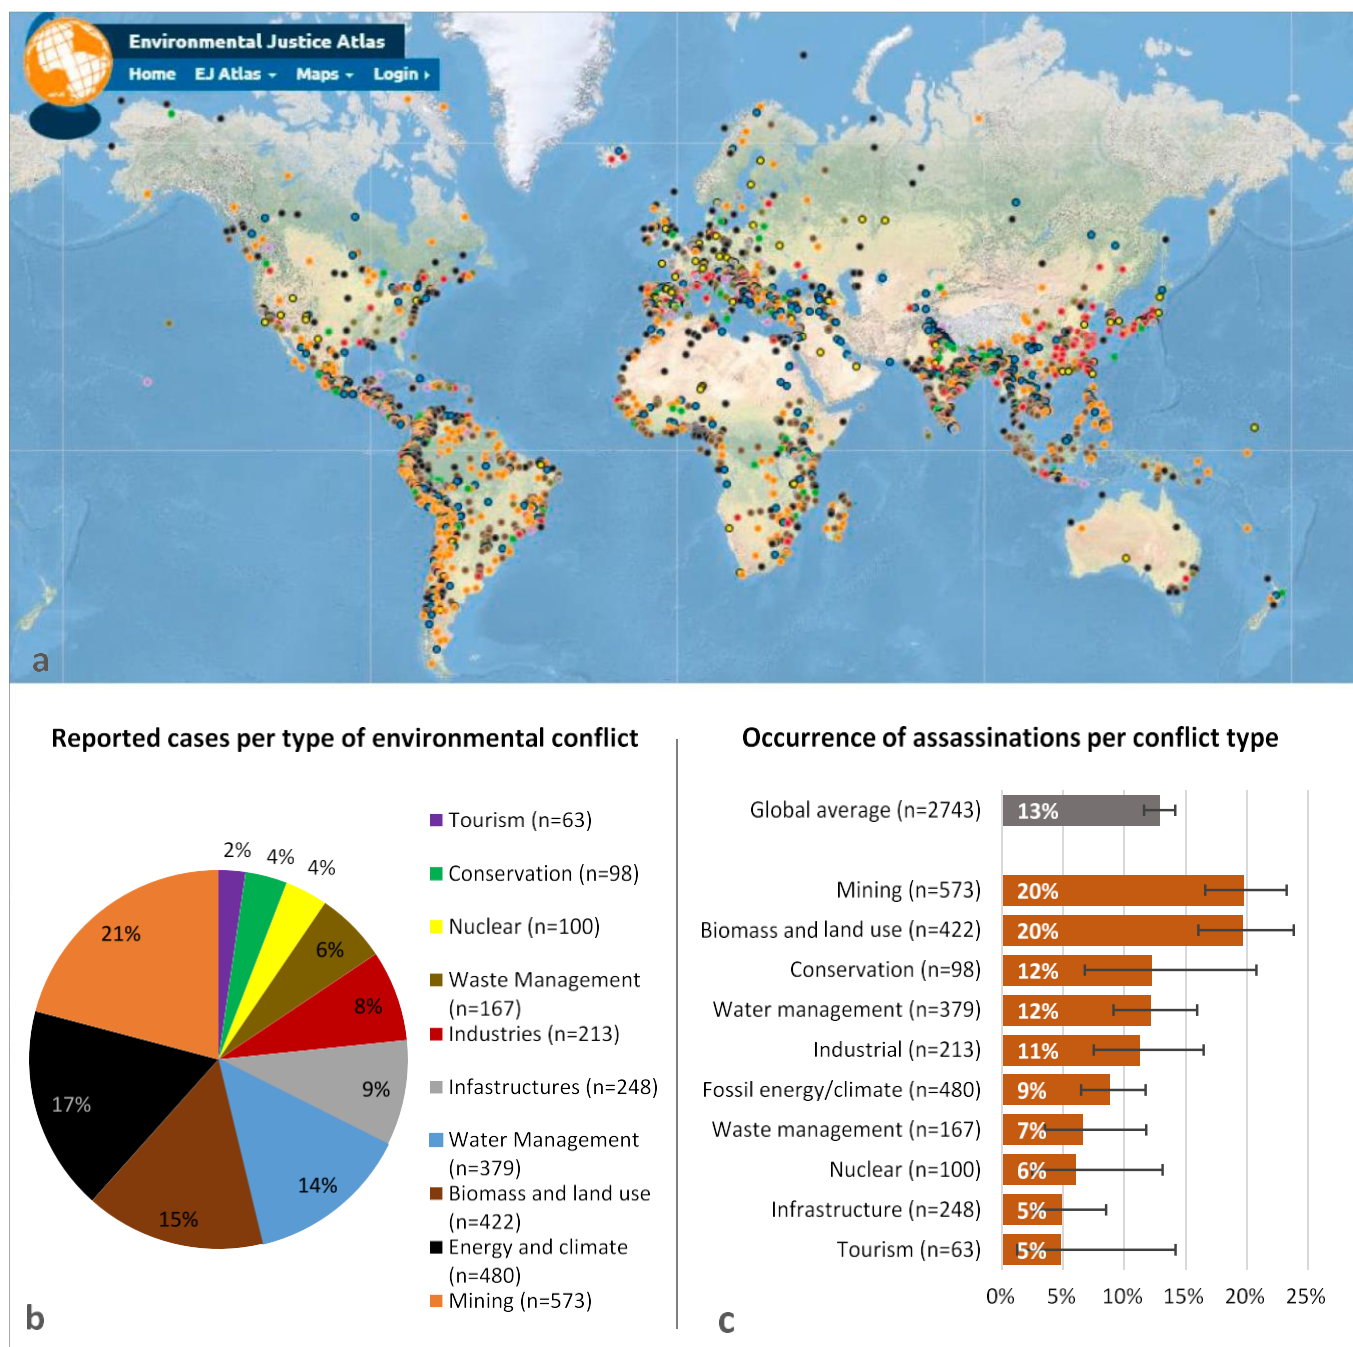 Environmental Justice Atlas
Home EJ Atlas Maps Login
a
Reported cases per type of environmental conflict
2%
4%
4%
6%
8%
9%
14%
15%
17%
21%
Tourism (n=63)
Conservation (n=98)
Nuclear (n=100)
Waste Management
(n=167)
Industries (n=213)
Infastructures (n=248)
Water Management
(n=379)
Biomass and land use
(n=422)
Energy and climate
(n=480)
Mining (n=573)
b
Occurrence of assassinations per conflict type
Global average (n=2743) 13%
Mining (n=573) 20%
Biomass and land use (n=422) 20%
Conservation (n=98) 12%
Water management (n=379) 12%
Industrial (n=213) 11%
Fossil energy/climate (n=480) 9%
Waste management (n=167) 7%
Nuclear (n=100) 6%
Infrastructure (n=248) 5%
Tourism (n=63) 5%
0% 5% 10% 15% 20% 25%
c